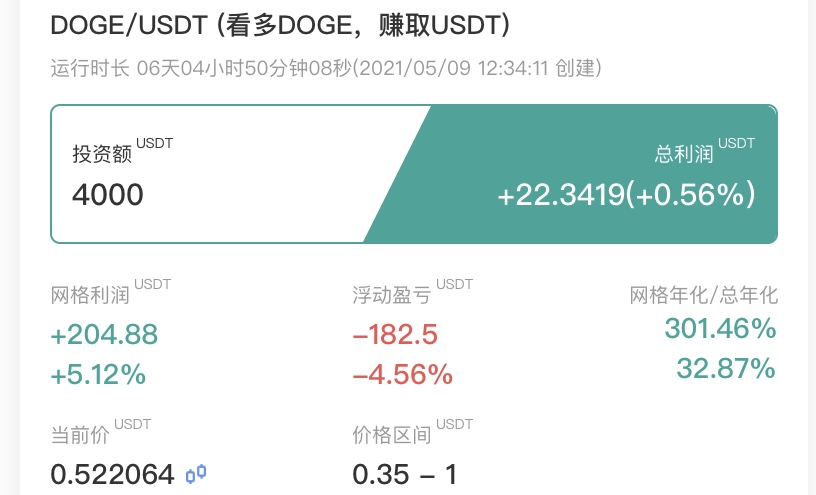 DOGE/USDT (看多DOGE，赚取USDT)
运行时长 06天04小时50分钟08秒(2021/05/09 12:34:11 创建)
投资额 USDT 总利润 USDT
4000 +22.3419(+0.56%)
网格利润 USDT 浮动盈亏 USDT 网格年化/总年化
+204.88 -182.5 301.46%
+5.12% -4.56% 32.87%
当前价 USDT 价格区间 USDT
0.522064 0.35 - 1